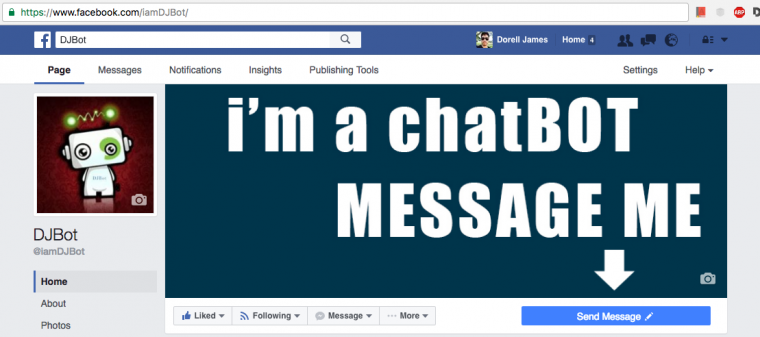 https://www.facebook.com/iamDJBot/
ABP
DJBot
Dorell James
Home 4
Page Messages Notifications Insights Publishing Tools Settings Help
i'm a chatBOT
MESSAGE ME
DJBot
@iamDJBot
Home
About
Photos
Liked Following Message More
Send Message